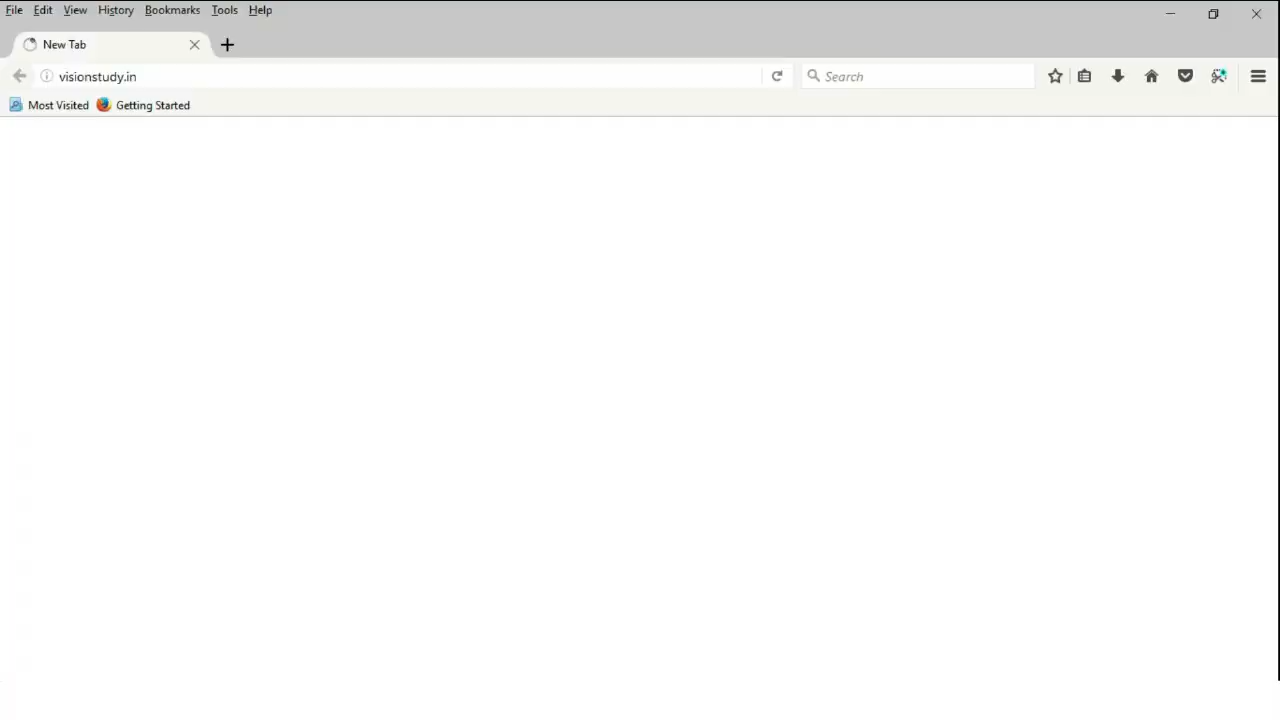 File Edit View History Bookmarks Tools Help
New Tab
visionstudy.in
Search
Most Visited Getting Started